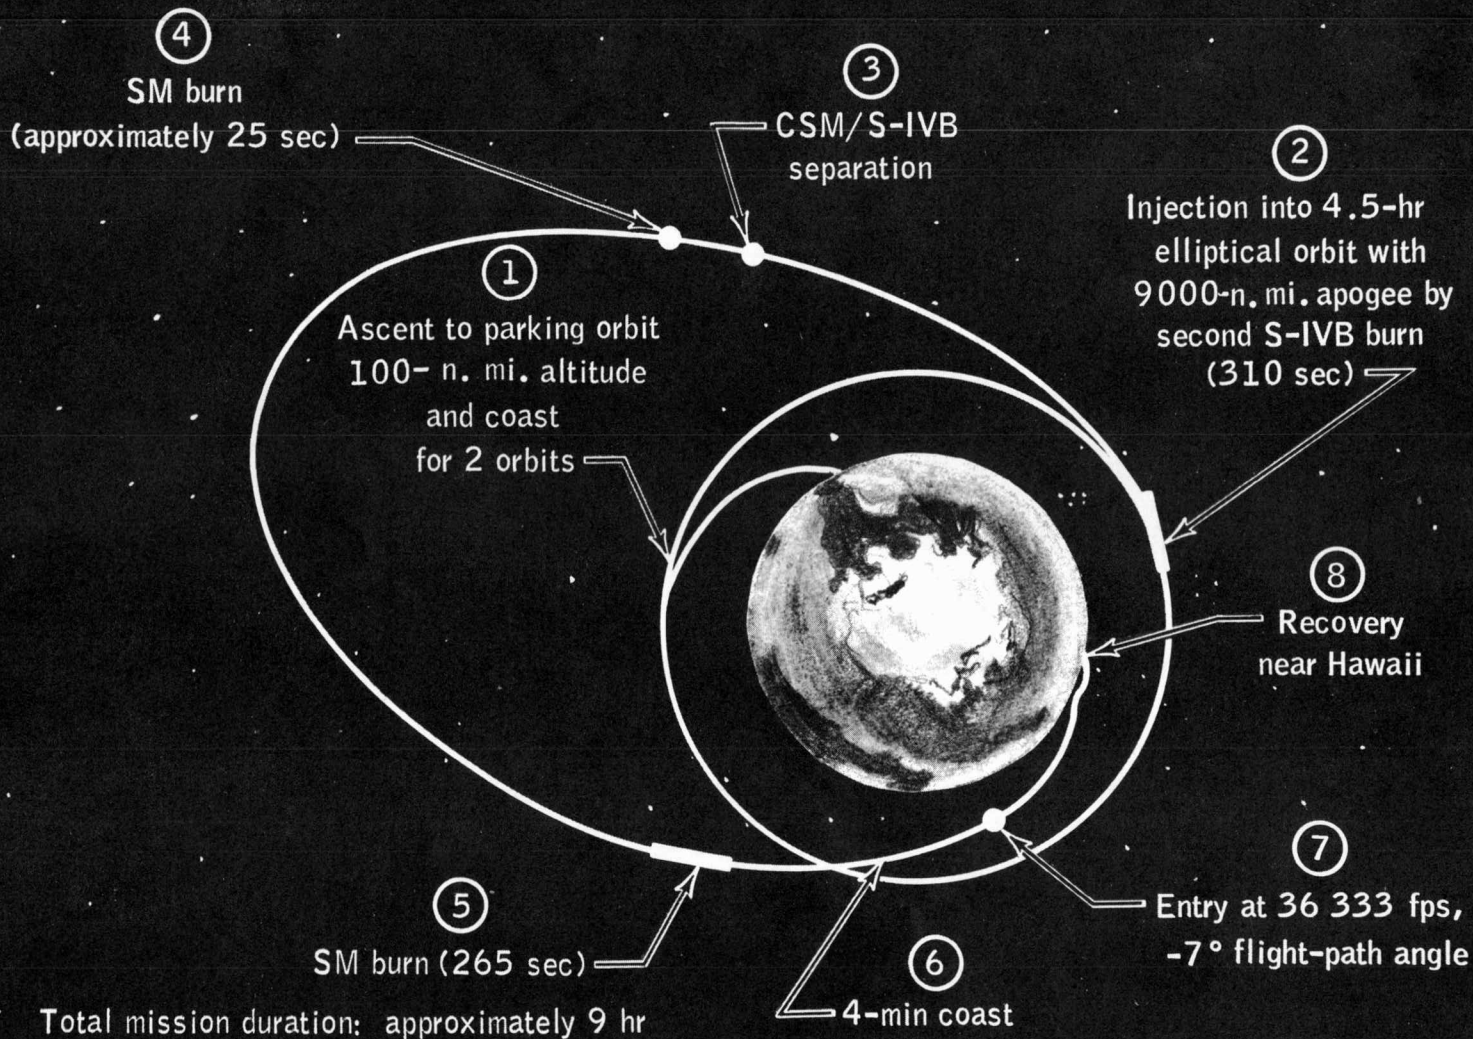 4
SM burn
(approximately 25 sec)
3
CSM/S-IVB
separation
2
Injection into 4.5-hr
elliptical orbit with
9000-n. mi. apogee by
second S-IVB burn
(310 sec)
1
Ascent to parking orbit
100- n. mi. altitude
and coast
for 2 orbits
8
Recovery
near Hawaii
7
Entry at 36 333 fps,
-7° flight-path angle
5
SM burn (265 sec)
6
4-min coast
Total mission duration: approximately 9 hr